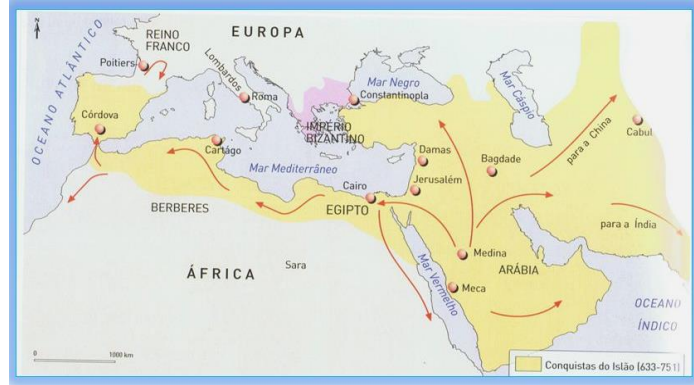 N
REINO
FRANCO
EUROPA
OCEANO ATLÂNTICO
Poitiers
Lombardos
Roma
Mar Negro
Constantinopla
Mar Cáspio
Córdova
Cartágo
IMPÉRIO
BIZANTINO
Mar Mediterrâneo
Damas
Jerusalém
Bagdade
para a China
Cabul
Cairo
EGIPTO
BERBERES
para a Índia
Medina
ARÁBIA
Meca
Mar Vermelho
ÁFRICA
Sara
OCEANO
ÍNDICO
0
1000 km
Conquistas do Islão (633-751)